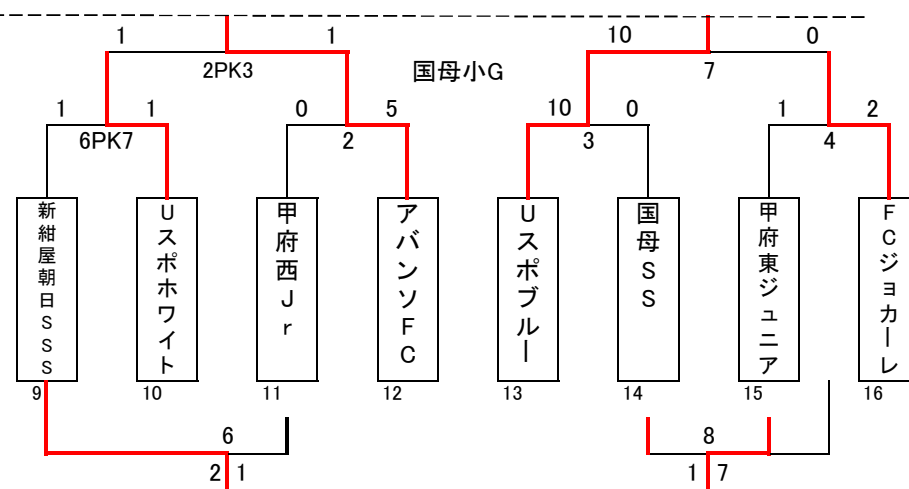 1 1 10 0
2PK3 国母小G 7
1 1 0 5 10 0 1 2
6PK7 2 3 4
新紺屋朝日SSS
Uスポホワイト
甲府西Jr
アバンソFC
Uスポブルー
国母SS
甲府東ジュニア
FCジョカーレ
9 10 11 12 13 14 15 16
6 8
2 1 1 7